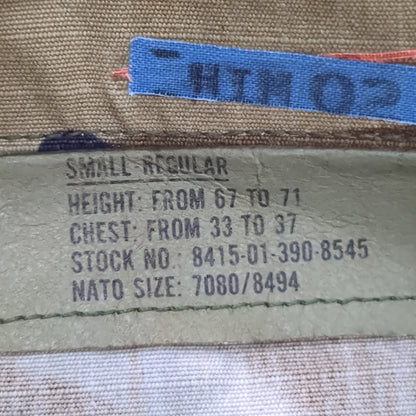 SMALL REGULAR
HEIGHT: FROM 67 TO 71
CHEST: FROM 33 TO 37
STOCK NO.: 8415-01-390-8545
NATO SIZE: 7080/8494